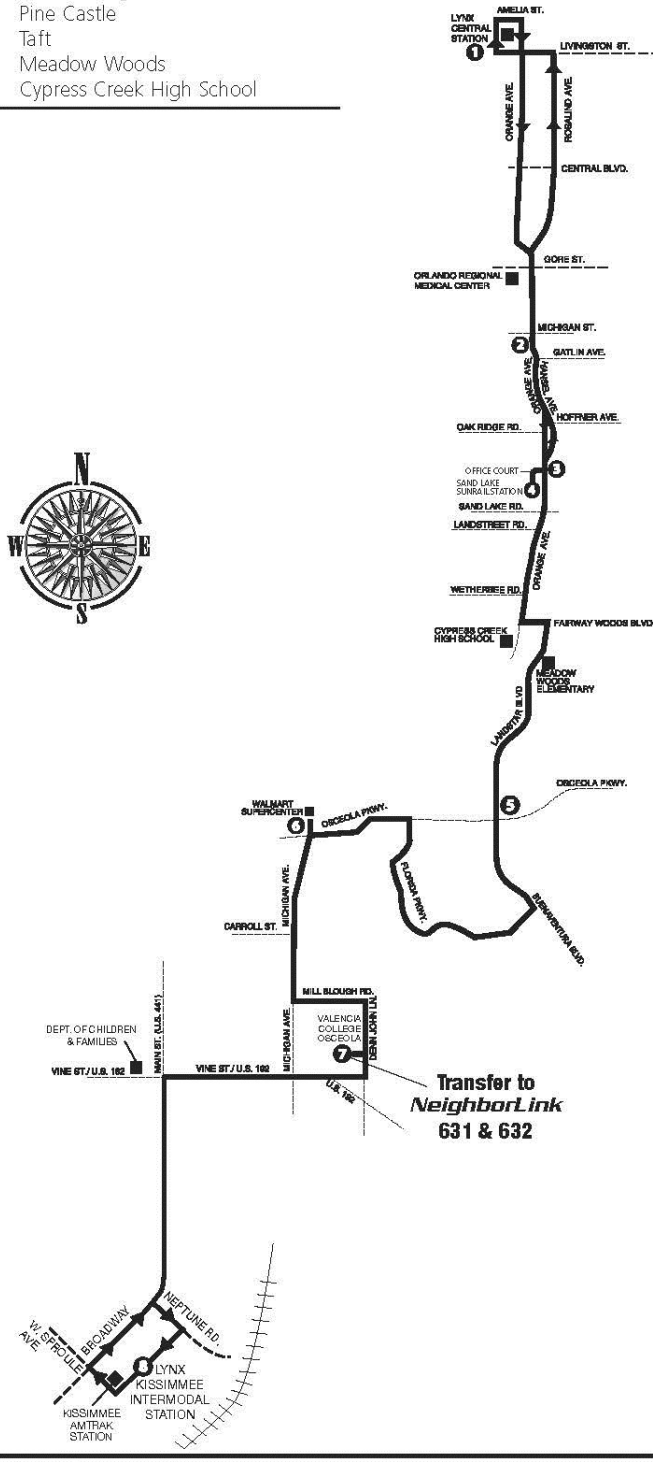 Pine Castle
Taft
Meadow Woods
Cypress Creek High School
AMELIA ST.
LYNX
CENTRAL
STATION
1
LIVINGSTON ST.
ORANGE AVE.
ROSALIND AVE.
CENTRAL BLVD.
GORE ST.
ORLANDO REGIONAL
MEDICAL CENTER
MICHIGAN ST.
2
GATLIN AVE.
ORANGE AVE.
HANSEL AVE.
HOFFNER AVE.
OAK RIDGE RD.
OFFICE COURT
3
SAND LAKE
SUNRAIL STATION
4
SAND LAKE RD.
LANDSTREET RD.
ORANGE AVE.
WETHERBEE RD.
N
W
E
S
FAIRWAY WOODS BLVD
CYPRESS CREEK
HIGH SCHOOL
MEADOW
WOODS
ELEMENTARY
LANDSTAR BLVD
OSCEOLA PKWY.
5
WALMART
SUPERCENTER
6
OSCEOLA PKWY.
FLORIDA PKWY.
BUENAVENTURA BLVD.
MICHIGAN AVE.
CARROLL ST.
MILL SLOUGH RD.
MAIN ST. (U.S. 441)
MICHIGAN AVE.
DENN JOHN LN.
VALENCIA
COLLEGE
OSCEOLA
7
DEPT. OF CHILDREN
& FAMILIES
VINE ST./ U.S. 192
VINE ST./ U.S. 192
U.S. 192
Transfer to
NeighborLink
631 & 632
NEPTUNE RD.
BROADWAY
W. SPROULE
AVE
8
LYNX
KISSIMMEE
INTERMODAL
STATION
KISSIMMEE
AMTRAK
STATION